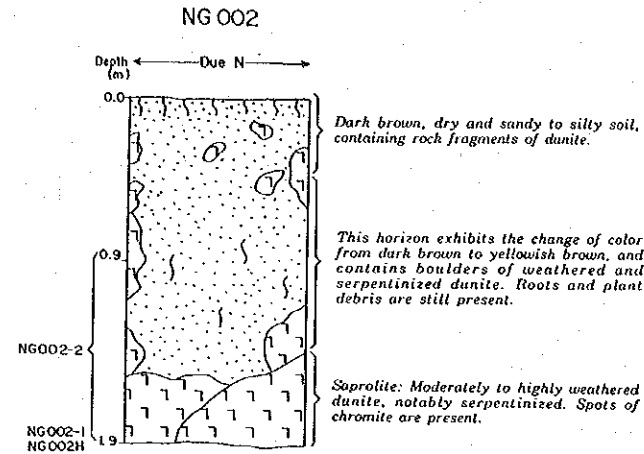 NG 002
Depth
(m)
Due N
0.0
Dark brown, dry and sandy to silty soil,
containing rock fragments of dunite.
This horizon exhibits the change of color
from dark brown to yellowish brown, and
contains boulders of weathered and
serpentinized dunite. Roots and plant
debris are still present.
0.9
NG002-2
Saprolite: Moderately to highly weathered
dunite, notably serpentinized. Spots of
chromite are present.
NG002-1
NG002H
1.9